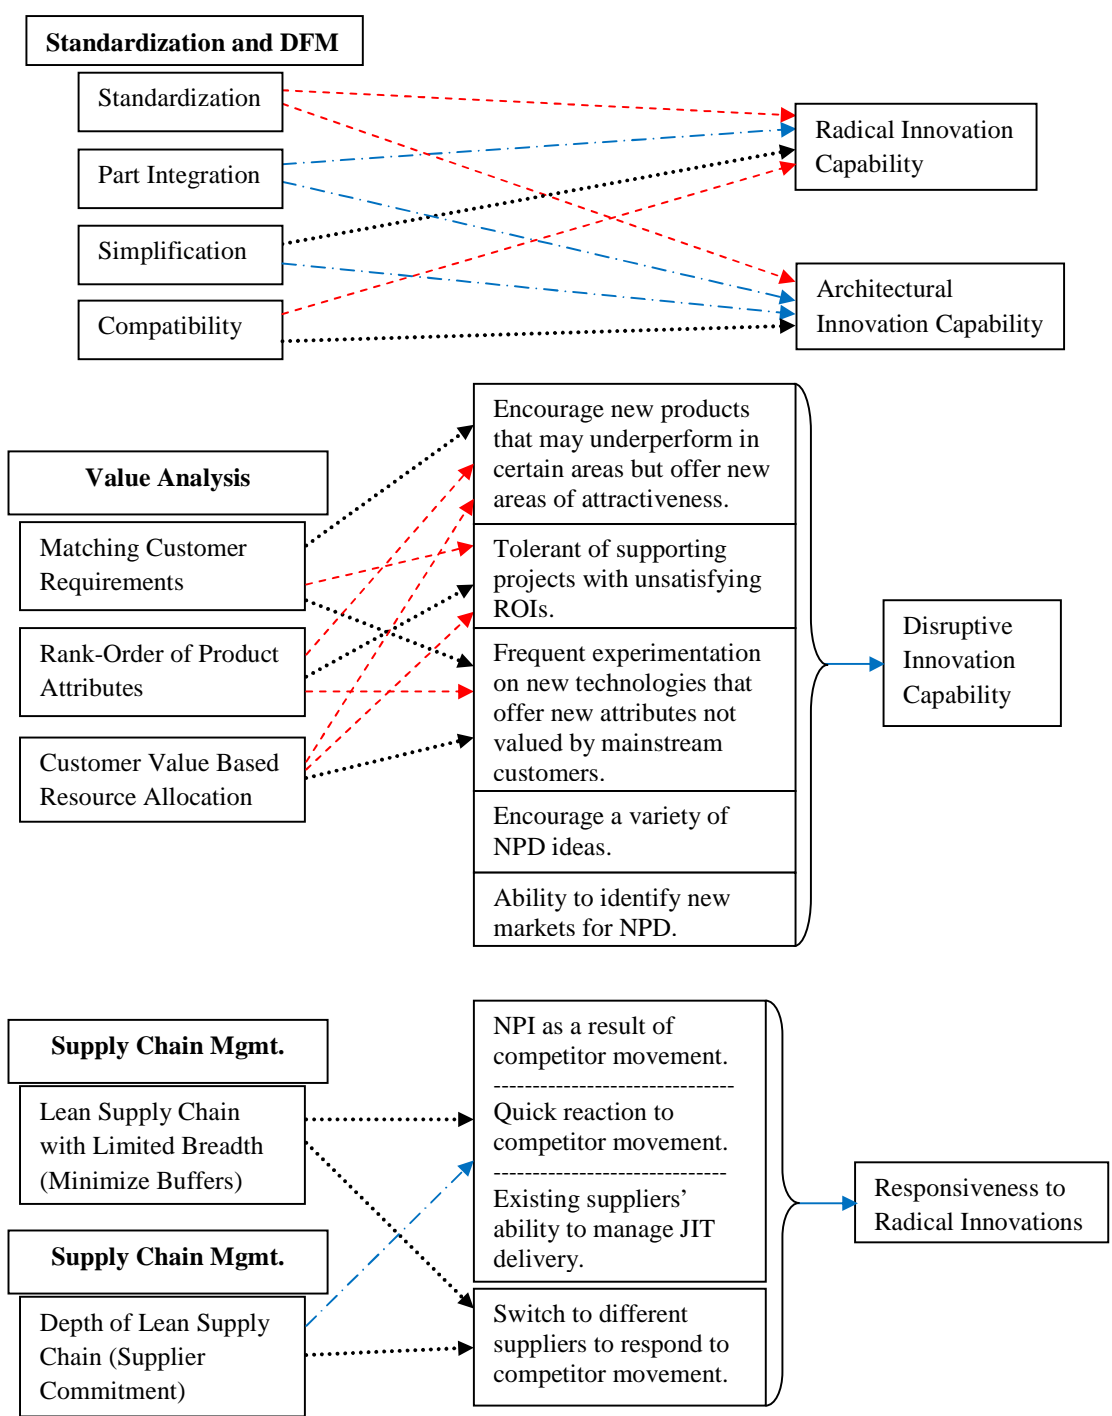 Standardization and DFM
Standardization
Part Integration
Simplification
Compatibility
Radical Innovation
Capability
Architectural
Innovation Capability
Value Analysis
Matching Customer
Requirements
Rank-Order of Product
Attributes
Customer Value Based
Resource Allocation
Encourage new products
that may underperform in
certain areas but offer new
areas of attractiveness.
Tolerant of supporting
projects with unsatisfying
ROIs.
Frequent experimentation
on new technologies that
offer new attributes not
valued by mainstream
customers.
Encourage a variety of
NPD ideas.
Ability to identify new
markets for NPD.
Disruptive
Innovation
Capability
Supply Chain Mgmt.
Lean Supply Chain
with Limited Breadth
(Minimize Buffers)
Supply Chain Mgmt.
Depth of Lean Supply
Chain (Supplier
Commitment)
NPI as a result of
competitor movement.
-------------------------------
Quick reaction to
competitor movement.
------------------------------
Existing suppliers’
ability to manage JIT
delivery.
Switch to different
suppliers to respond to
competitor movement.
Responsiveness to
Radical Innovations